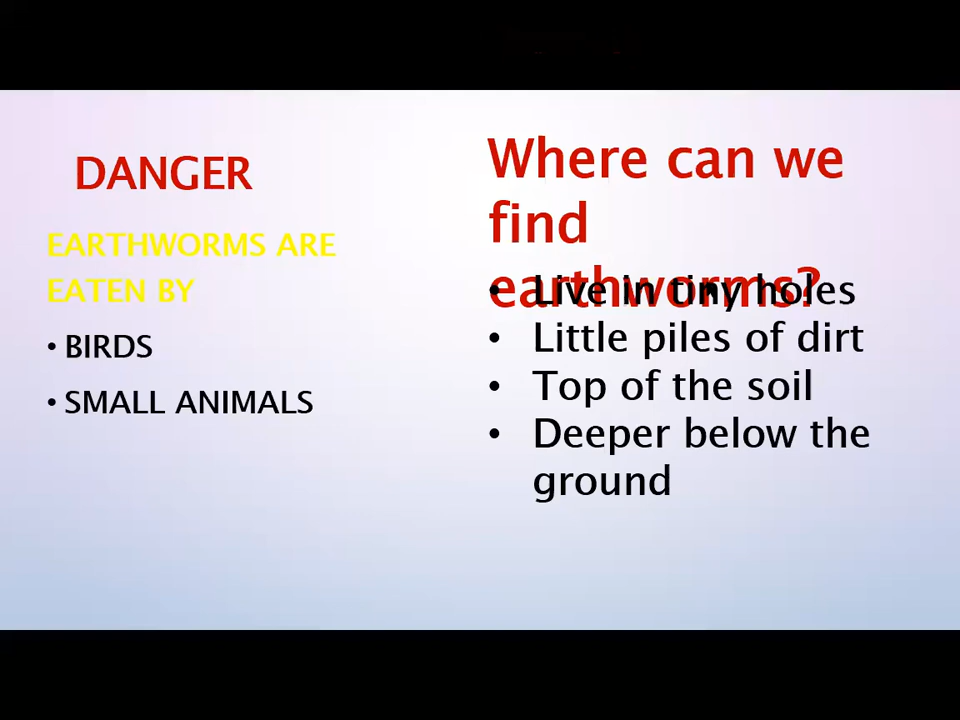 DANGER
EARTHWORMS ARE
EATEN BY
• BIRDS
• SMALL ANIMALS
Where can we
find
earthworms?
• Live in tiny holes
• Little piles of dirt
• Top of the soil
• Deeper below the
ground